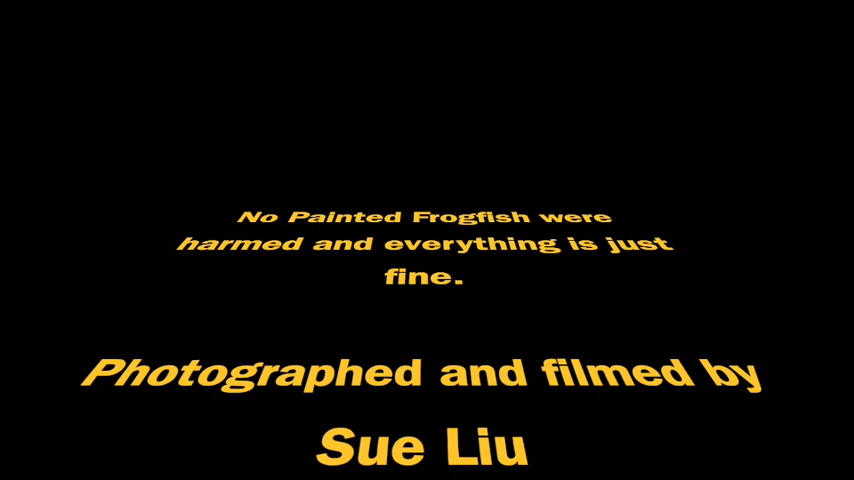 No Painted Frogfish were
harmed and everything is just
fine.
Photographed and filmed by
Sue Liu